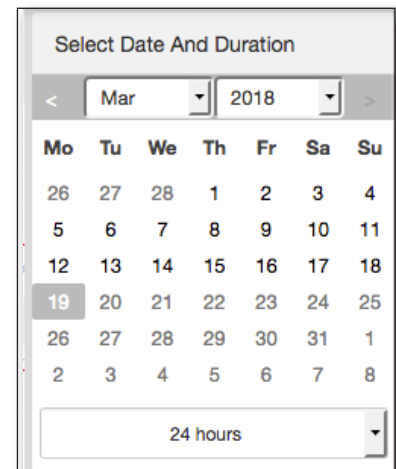 Select Date And Duration
< Mar 2018 >
Mo Tu We Th Fr Sa Su
26 27 28 1 2 3 4
5 6 7 8 9 10 11
12 13 14 15 16 17 18
19 20 21 22 23 24 25
26 27 28 29 30 31 1
2 3 4 5 6 7 8
24 hours